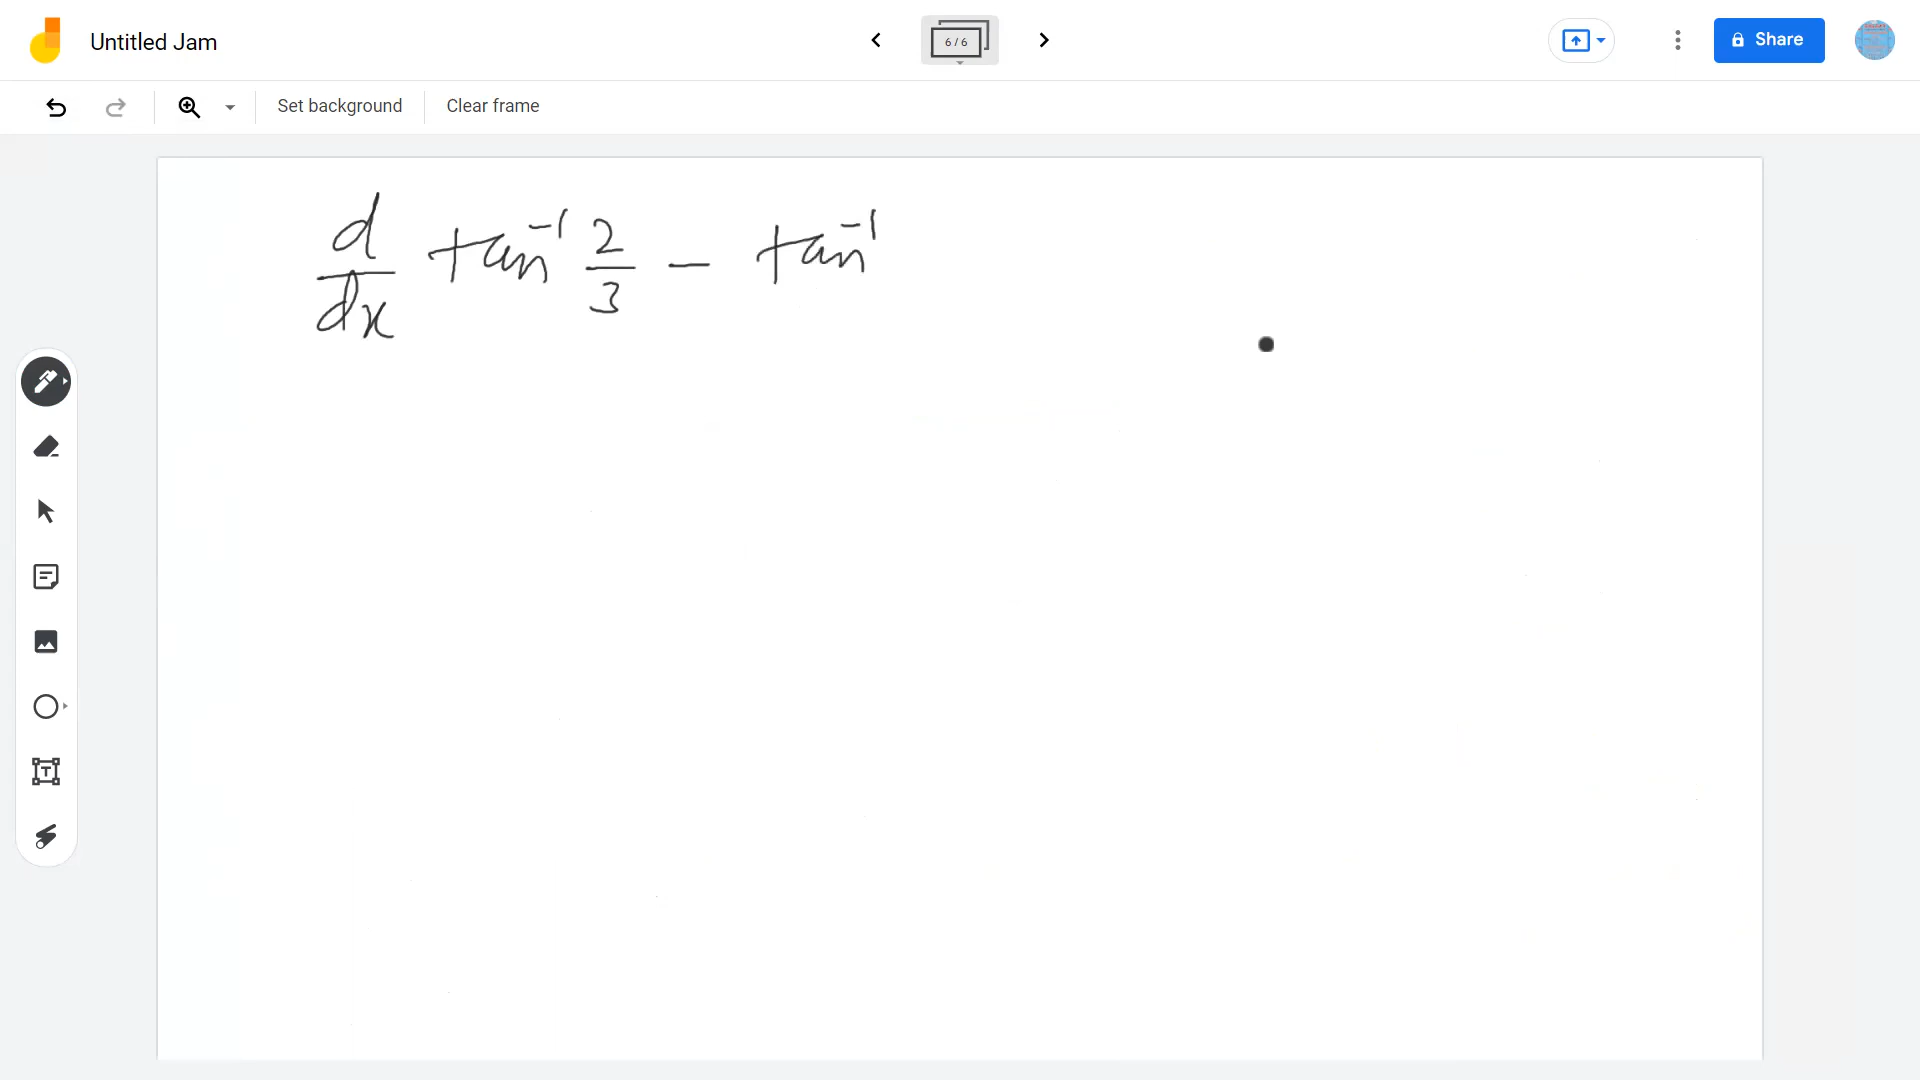 Untitled Jam
6 / 6
Share
Set background
Clear frame
d/dx tan⁻¹ 2/3 − tan⁻¹
T